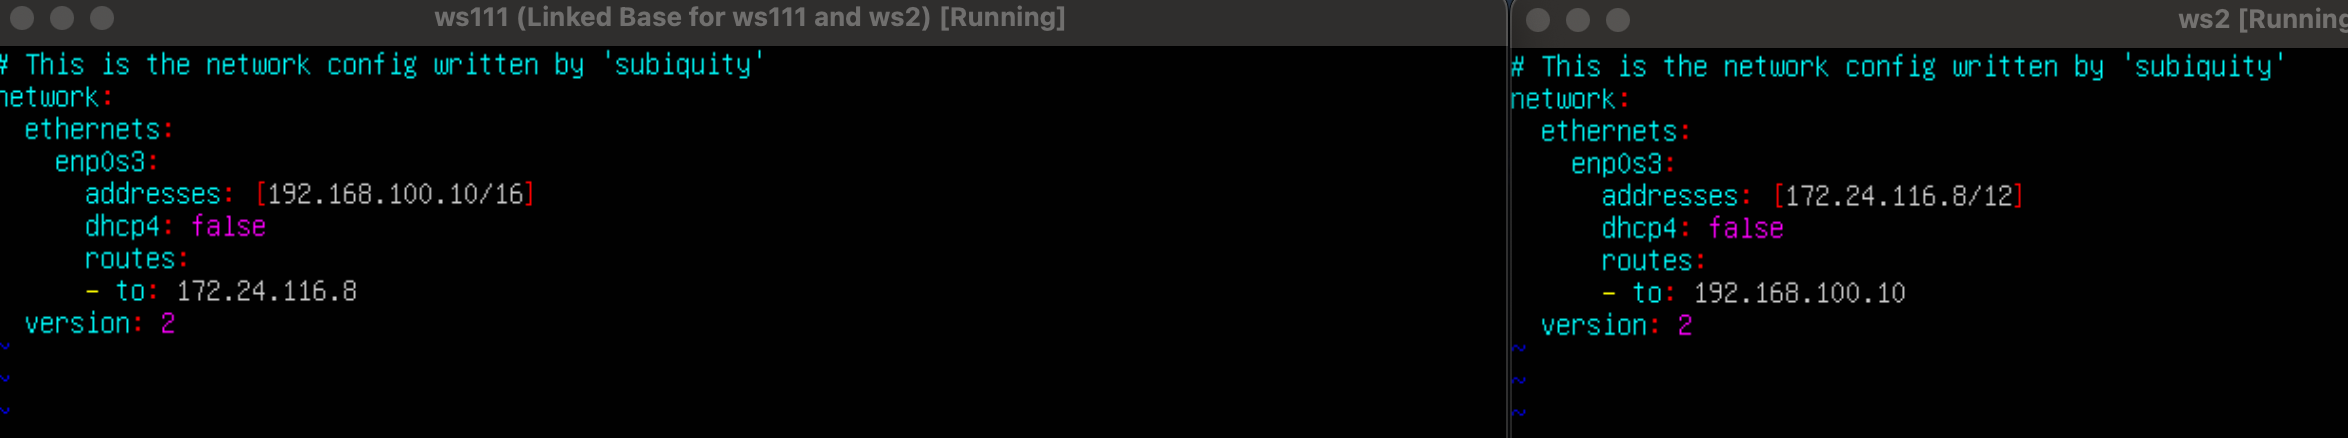 ws111 (Linked Base for ws111 and ws2) [Running]
# This is the network config written by 'subiquity'
network:
  ethernets:
    enp0s3:
      addresses: [192.168.100.10/16]
      dhcp4: false
      routes:
      - to: 172.24.116.8
  version: 2
~
~
~
ws2 [Running
# This is the network config written by 'subiquity'
network:
  ethernets:
    enp0s3:
      addresses: [172.24.116.8/12]
      dhcp4: false
      routes:
      - to: 192.168.100.10
  version: 2
~
~
~